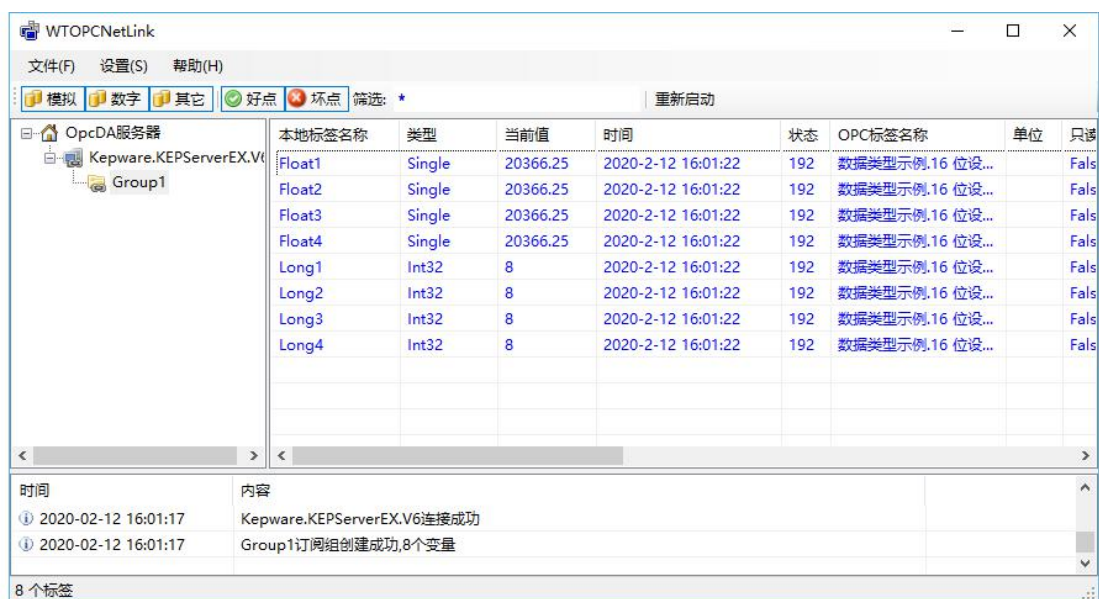 WTOPCNetLink
文件(F) 设置(S) 帮助(H)
模拟 数字 其它 好点 坏点 筛选: * 重新启动
OpcDA服务器
Kepware.KEPServerEX.V6
Group1
本地标签名称 类型 当前值 时间 状态 OPC标签名称 单位 只读
Float1 Single 20366.25 2020-2-12 16:01:22 192 数据类型示例.16 位设... Fals
Float2 Single 20366.25 2020-2-12 16:01:22 192 数据类型示例.16 位设... Fals
Float3 Single 20366.25 2020-2-12 16:01:22 192 数据类型示例.16 位设... Fals
Float4 Single 20366.25 2020-2-12 16:01:22 192 数据类型示例.16 位设... Fals
Long1 Int32 8 2020-2-12 16:01:22 192 数据类型示例.16 位设... Fals
Long2 Int32 8 2020-2-12 16:01:22 192 数据类型示例.16 位设... Fals
Long3 Int32 8 2020-2-12 16:01:22 192 数据类型示例.16 位设... Fals
Long4 Int32 8 2020-2-12 16:01:22 192 数据类型示例.16 位设... Fals
时间 内容
2020-02-12 16:01:17 Kepware.KEPServerEX.V6连接成功
2020-02-12 16:01:17 Group1订阅组创建成功,8个变量
8 个标签